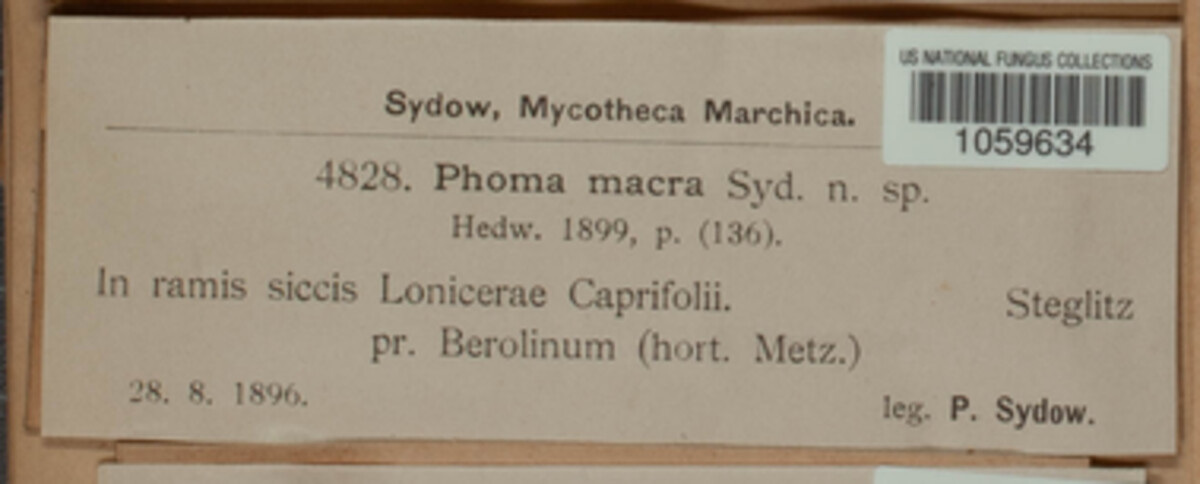 US NATIONAL FUNGUS COLLECTIONS
1059634
Sydow, Mycotheca Marchica.
4828. Phoma macra Syd. n. sp.
Hedw. 1899, p. (136).
In ramis siccis Lonicerae Caprifolii. Steglitz
pr. Berolinum (hort. Metz.)
28. 8. 1896. leg. P. Sydow.